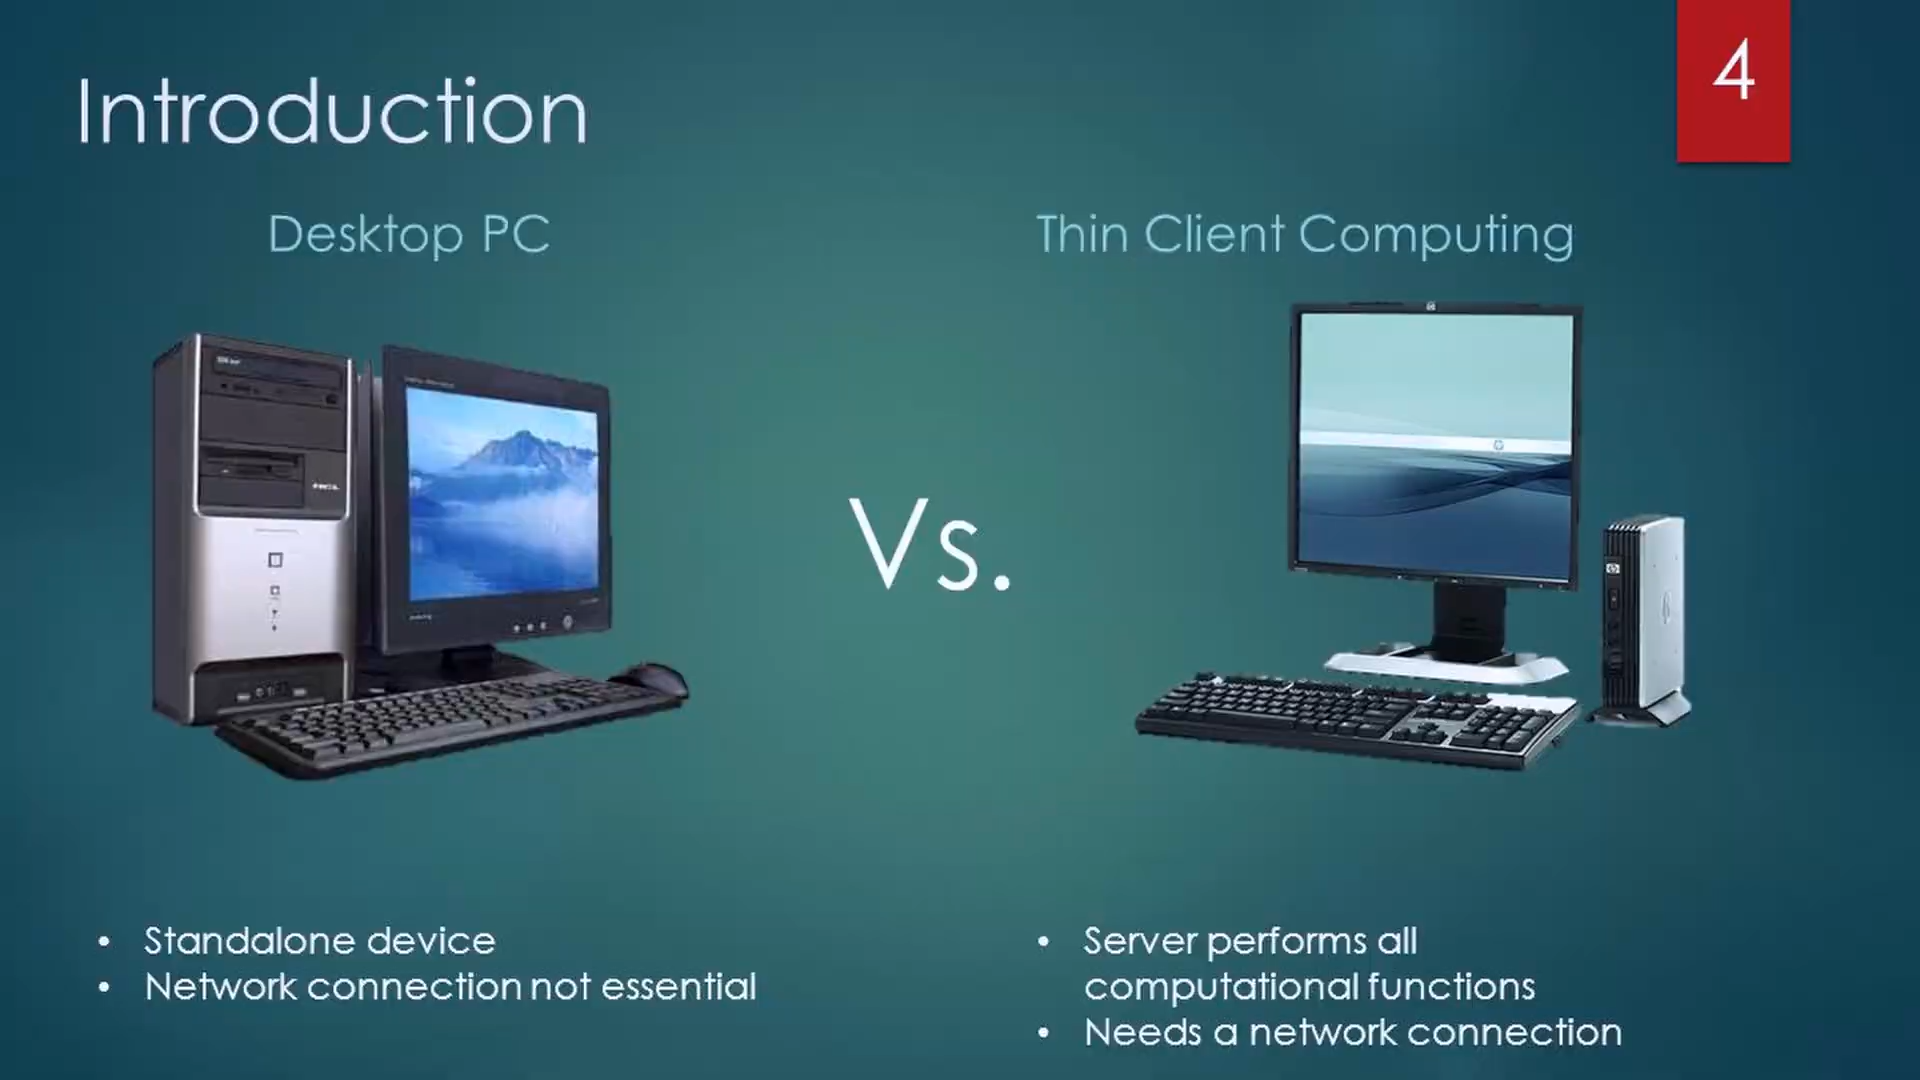 Introduction
4
Desktop PC
Thin Client Computing
Vs.
• Standalone device
• Network connection not essential
• Server performs all
computational functions
• Needs a network connection